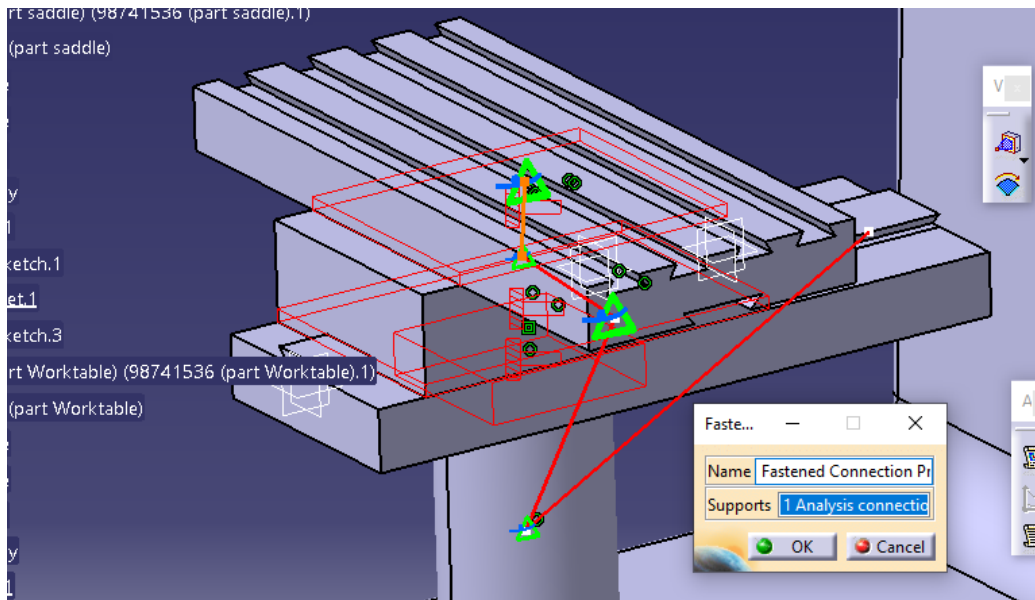 rt saddle) (98741536 (part saddle).1)
(part saddle)
y
1
ketch.1
et.1
ketch.3
rt Worktable) (98741536 (part Worktable).1)
(part Worktable)
y
1
V
A
Faste...
Name Fastened Connection Pr
Supports 1 Analysis connectio
OK Cancel